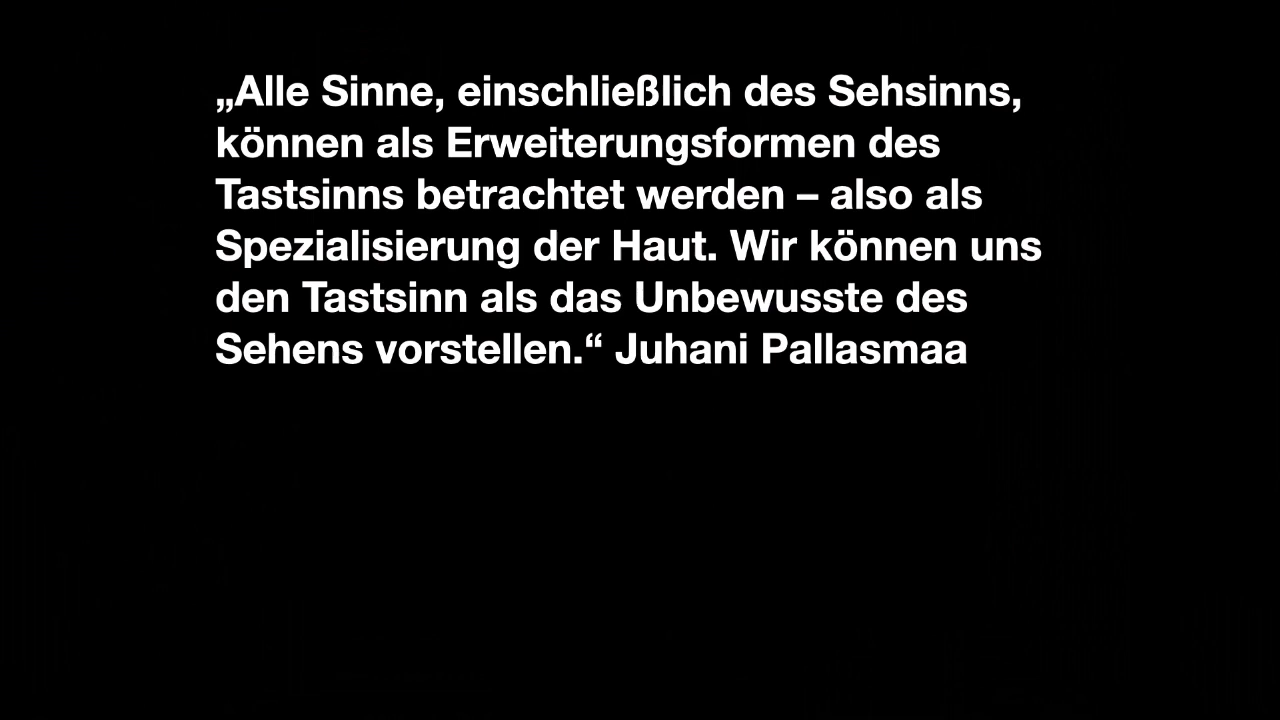 „Alle Sinne, einschließlich des Sehsinns,
können als Erweiterungsformen des
Tastsinns betrachtet werden – also als
Spezialisierung der Haut. Wir können uns
den Tastsinn als das Unbewusste des
Sehens vorstellen.“ Juhani Pallasmaa